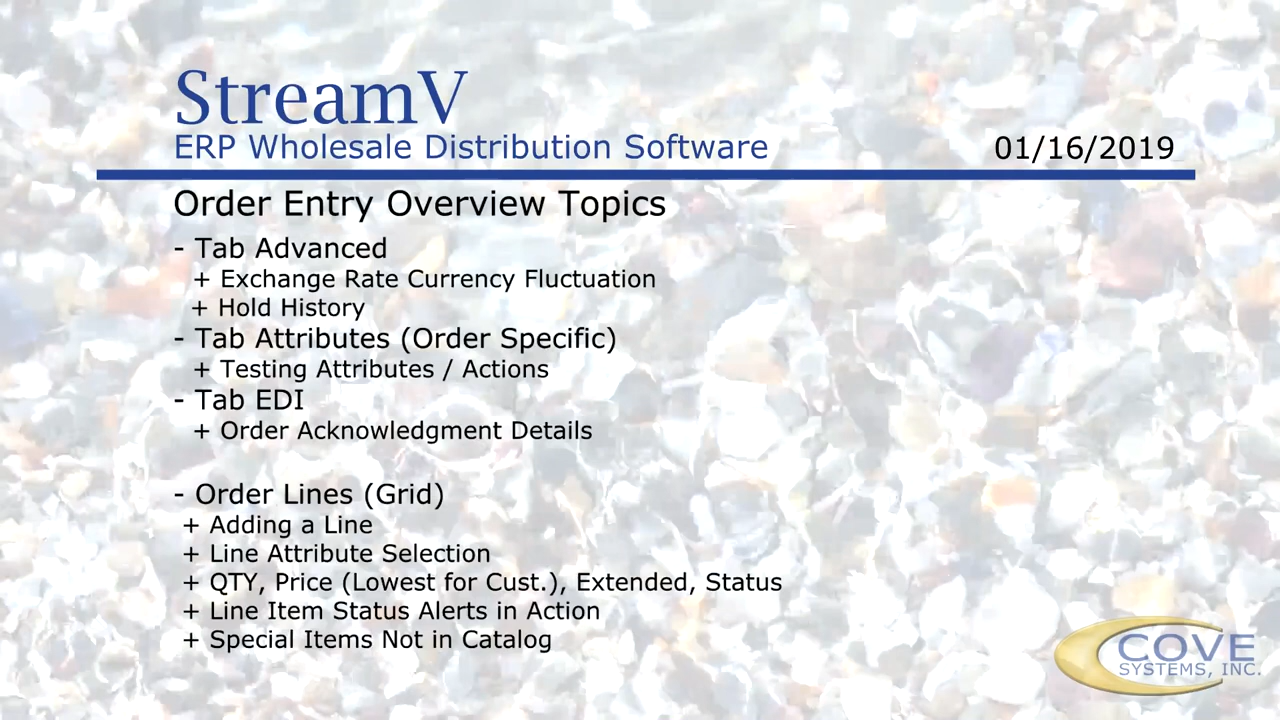 StreamV
ERP Wholesale Distribution Software
01/16/2019
Order Entry Overview Topics
- Tab Advanced
+ Exchange Rate Currency Fluctuation
+ Hold History
- Tab Attributes (Order Specific)
+ Testing Attributes / Actions
- Tab EDI
+ Order Acknowledgment Details
- Order Lines (Grid)
+ Adding a Line
+ Line Attribute Selection
+ QTY, Price (Lowest for Cust.), Extended, Status
+ Line Item Status Alerts in Action
+ Special Items Not in Catalog
COVE
SYSTEMS, INC.